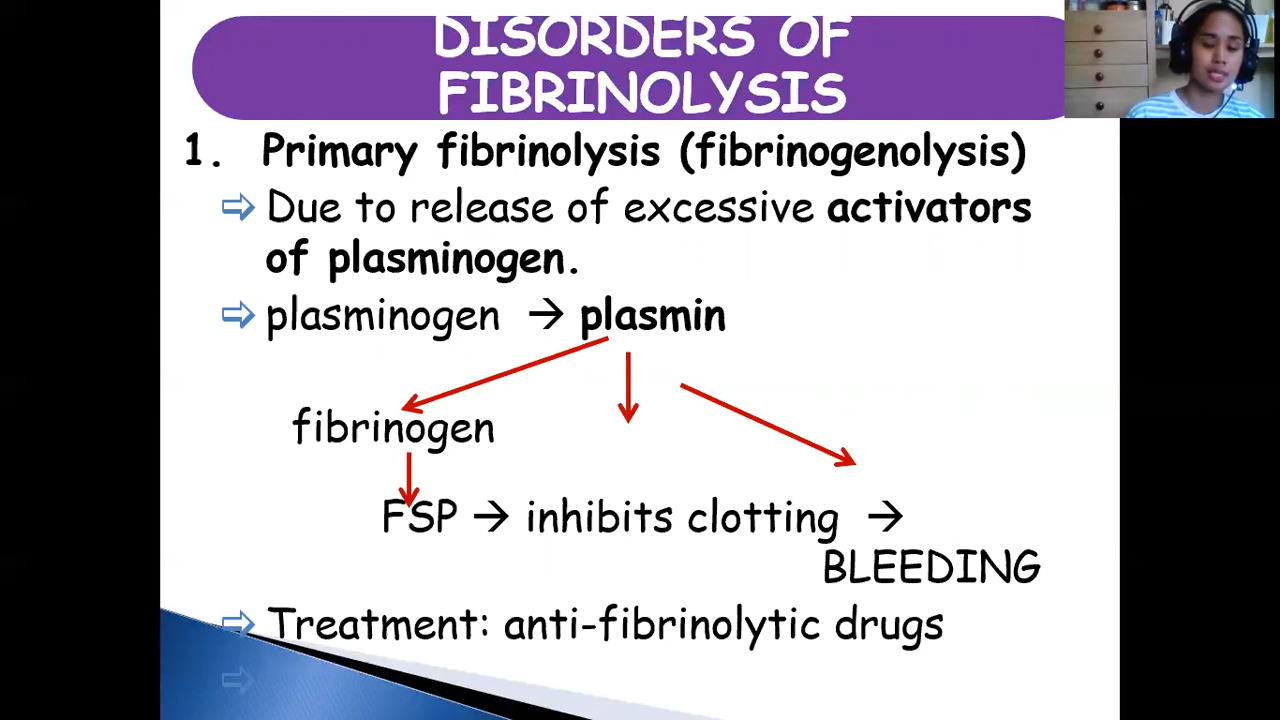 DISORDERS OF
FIBRINOLYSIS
1. Primary fibrinolysis (fibrinogenolysis)
⇨ Due to release of excessive activators
of plasminogen.
⇨ plasminogen → plasmin
fibrinogen
FSP → inhibits clotting →
BLEEDING
⇨ Treatment: anti-fibrinolytic drugs
⇨